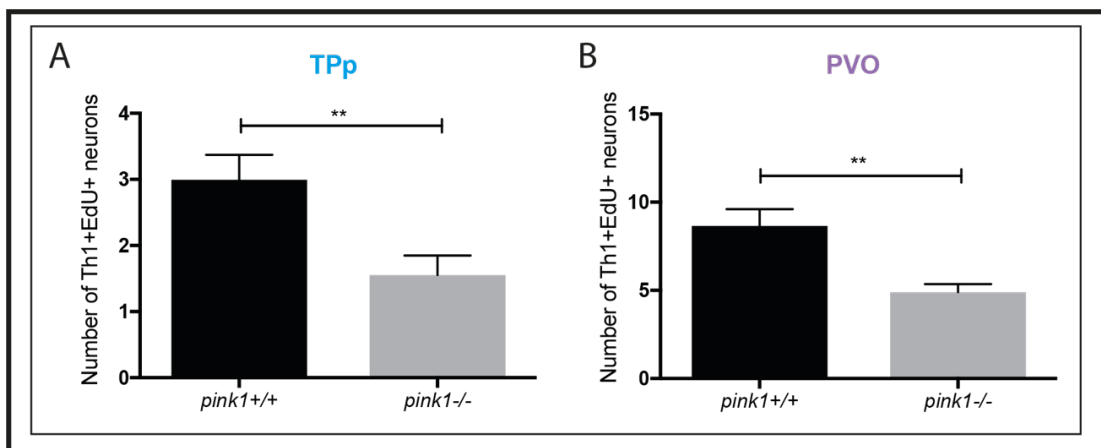 A
TPp
Number of Th1+EdU+ neurons
4
3
2
1
0
**
pink1+/+
pink1-/-
B
PVO
Number of Th1+EdU+ neurons
15
10
5
0
**
pink1+/+
pink1-/-